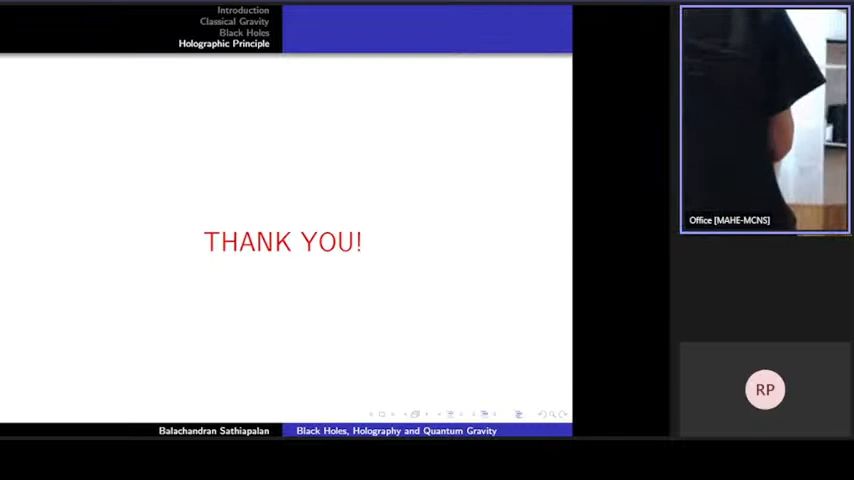 Introduction
Classical Gravity
Black Holes
Holographic Principle
THANK YOU!
Balachandran Sathiapalan
Black Holes, Holography and Quantum Gravity
Office [MAHE-MCNS]
RP